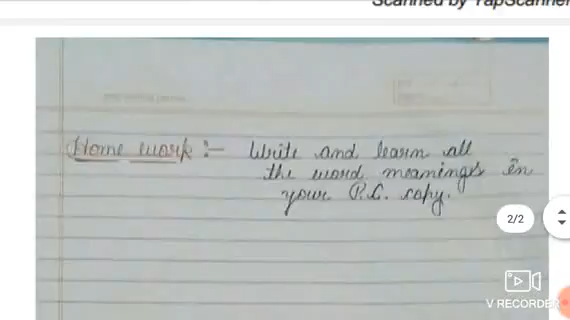 Scanned by TapScanner
Home work :- Write and learn all
the word meanings in
your P.C. copy.
2/2
V RECORDER